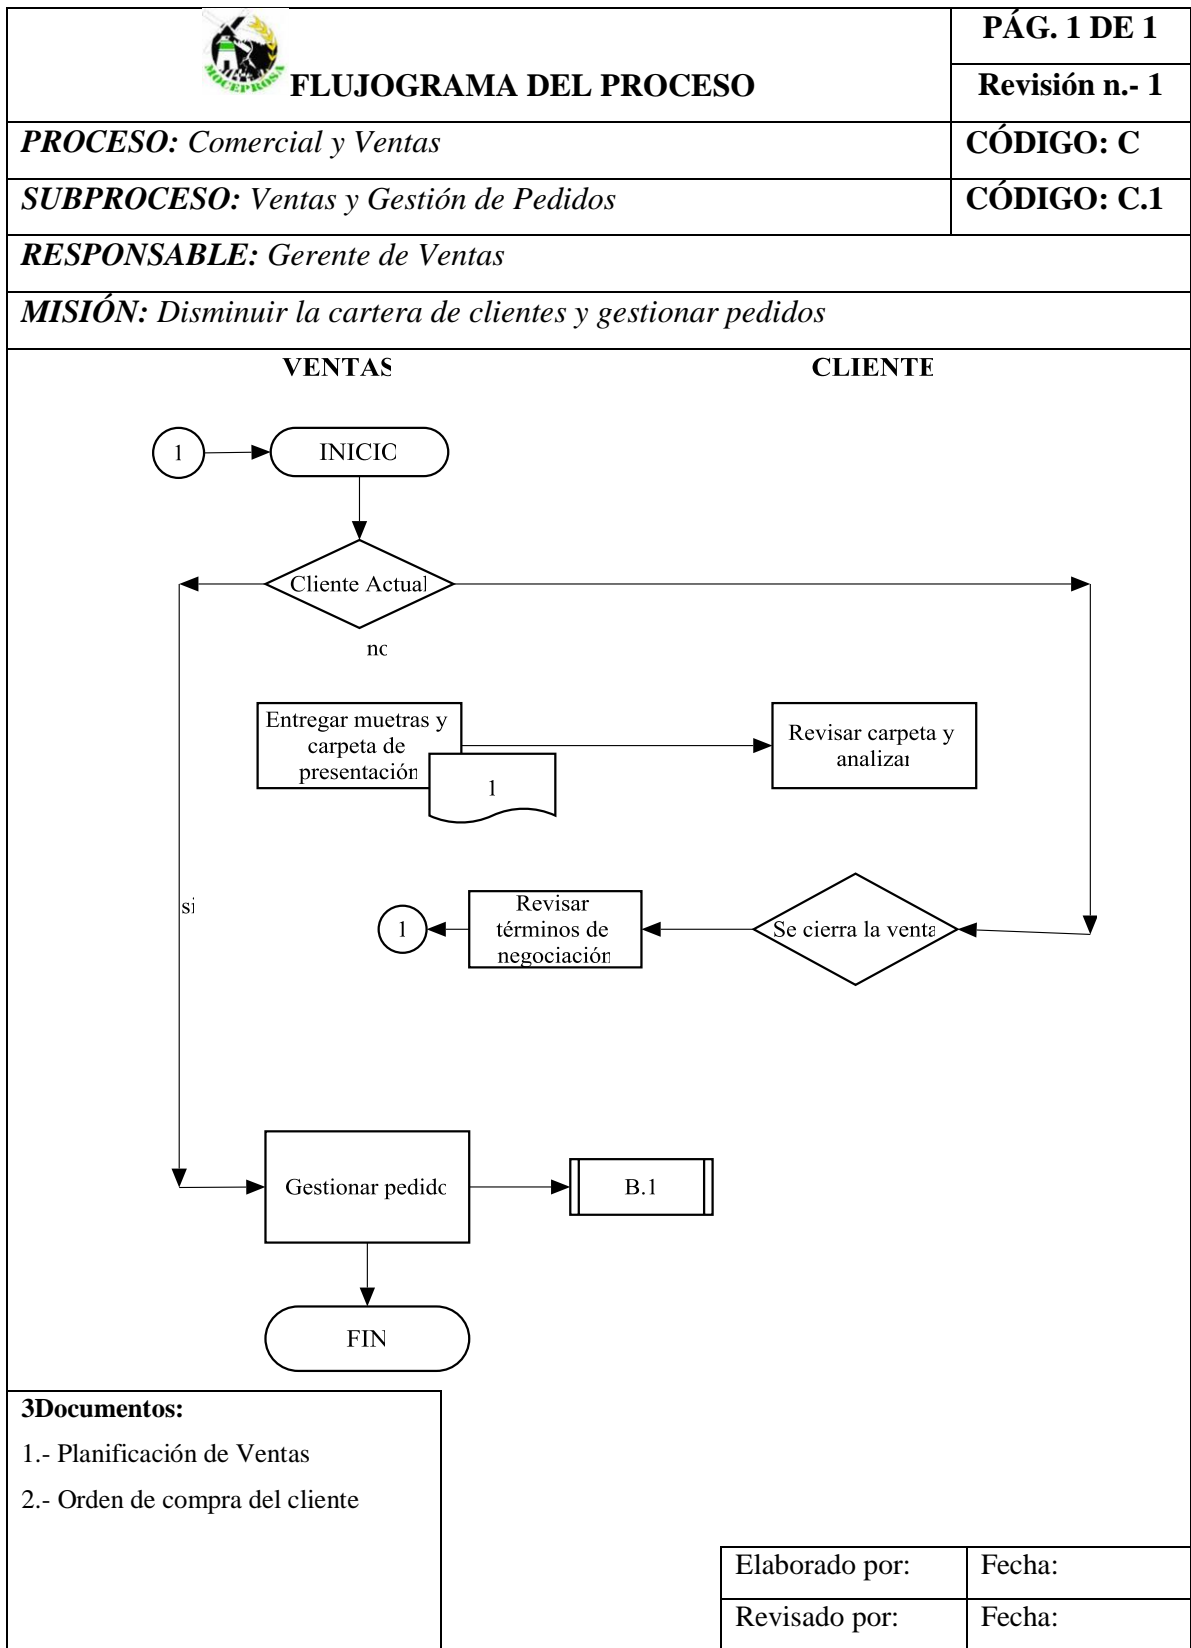 PÁG. 1 DE 1
MOCEPROSA
FLUJOGRAMA DEL PROCESO
Revisión n.- 1
PROCESO: Comercial y Ventas
CÓDIGO: C
SUBPROCESO: Ventas y Gestión de Pedidos
CÓDIGO: C.1
RESPONSABLE: Gerente de Ventas
MISIÓN: Disminuir la cartera de clientes y gestionar pedidos
VENTAS
CLIENTE
1
INICIO
Cliente Actual
no
Entregar muetras y
carpeta de
presentación
1
Revisar carpeta y
analizar
si
1
Revisar
términos de
negociación
Se cierra la venta
Gestionar pedido
B.1
FIN
3Documentos:
1.- Planificación de Ventas
2.- Orden de compra del cliente
Elaborado por:
Fecha:
Revisado por:
Fecha: